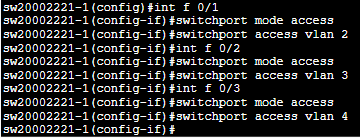 sw20002221-1(config)#int f 0/1
sw20002221-1(config-if)#switchport mode access
sw20002221-1(config-if)#switchport access vlan 2
sw20002221-1(config-if)#int f 0/2
sw20002221-1(config-if)#switchport mode access
sw20002221-1(config-if)#switchport access vlan 3
sw20002221-1(config-if)#int f 0/3
sw20002221-1(config-if)#switchport mode access
sw20002221-1(config-if)#switchport access vlan 4
sw20002221-1(config-if)#